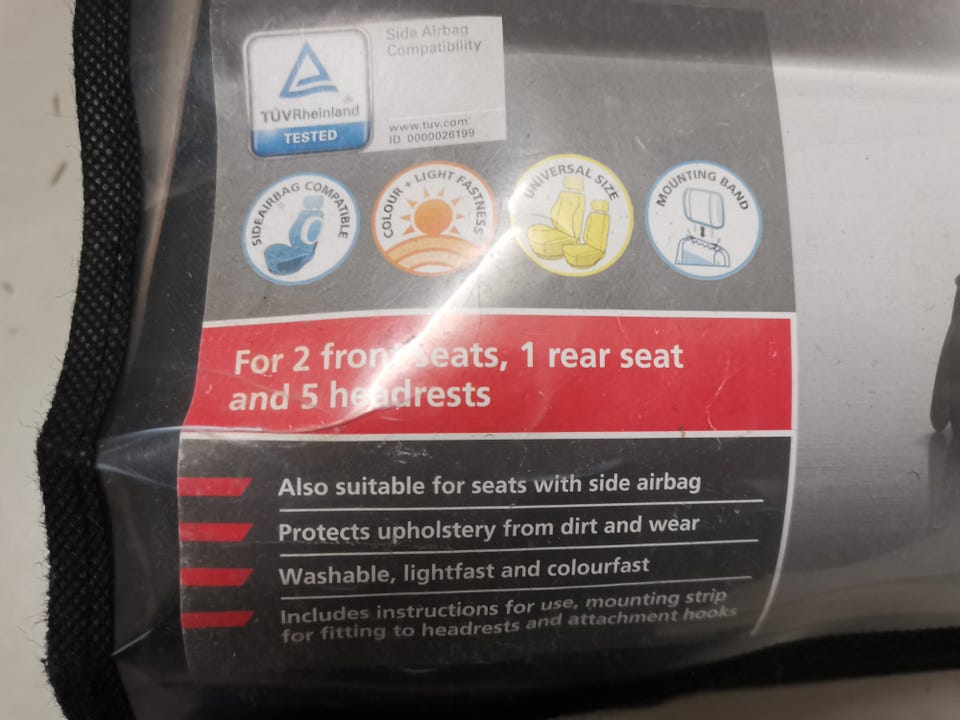 Side Airbag
Compatibility
TÜVRheinland®
TESTED
www.tuv.com
ID 0000026199
SIDEAIRBAG COMPATIBLE
COLOUR + LIGHT FASTNESS
UNIVERSAL SIZE
MOUNTING BAND
For 2 front seats, 1 rear seat
and 5 headrests
Also suitable for seats with side airbag
Protects upholstery from dirt and wear
Washable, lightfast and colourfast
Includes instructions for use, mounting strip
for fitting to headrests and attachment hooks